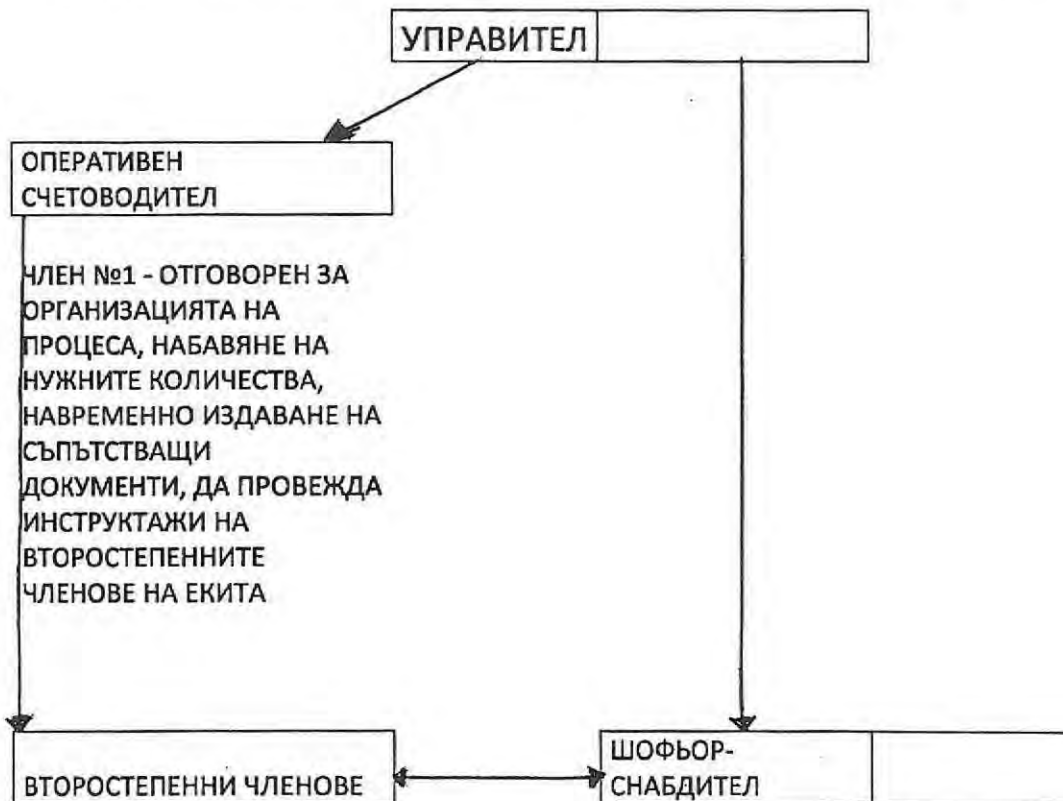 УПРАВИТЕЛ
ОПЕРАТИВЕН
СЧЕТОВОДИТЕЛ
ЧЛЕН №1 - ОТГОВОРЕН ЗА
ОРГАНИЗАЦИЯТА НА
ПРОЦЕСА, НАБАВЯНЕ НА
НУЖНИТЕ КОЛИЧЕСТВА,
НАВРЕМЕННО ИЗДАВАНЕ НА
СЪПЪТСТВАЩИ
ДОКУМЕНТИ, ДА ПРОВЕЖДА
ИНСТРУКТАЖИ НА
ВТОРОСТЕПЕННИТЕ
ЧЛЕНОВЕ НА ЕКИТА
ВТОРОСТЕПЕННИ ЧЛЕНОВЕ
ШОФЬОР-
СНАБДИТЕЛ